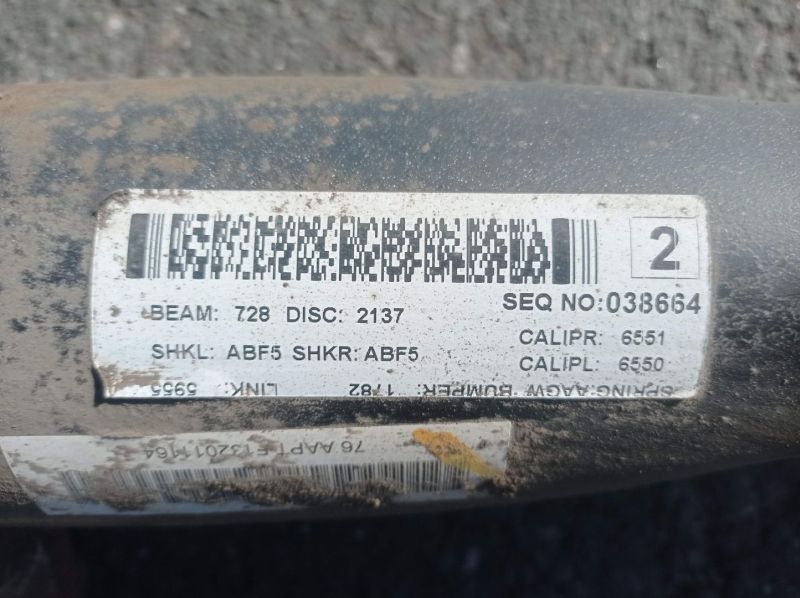 2
SEQ NO:038664
BEAM: 728 DISC: 2137
CALIPR: 6551
SHKL: ABF5 SHKR: ABF5
CALIPL: 6550
SPRING:AAGW BUMPER: 1782 LINK: 5955
76 AAPT